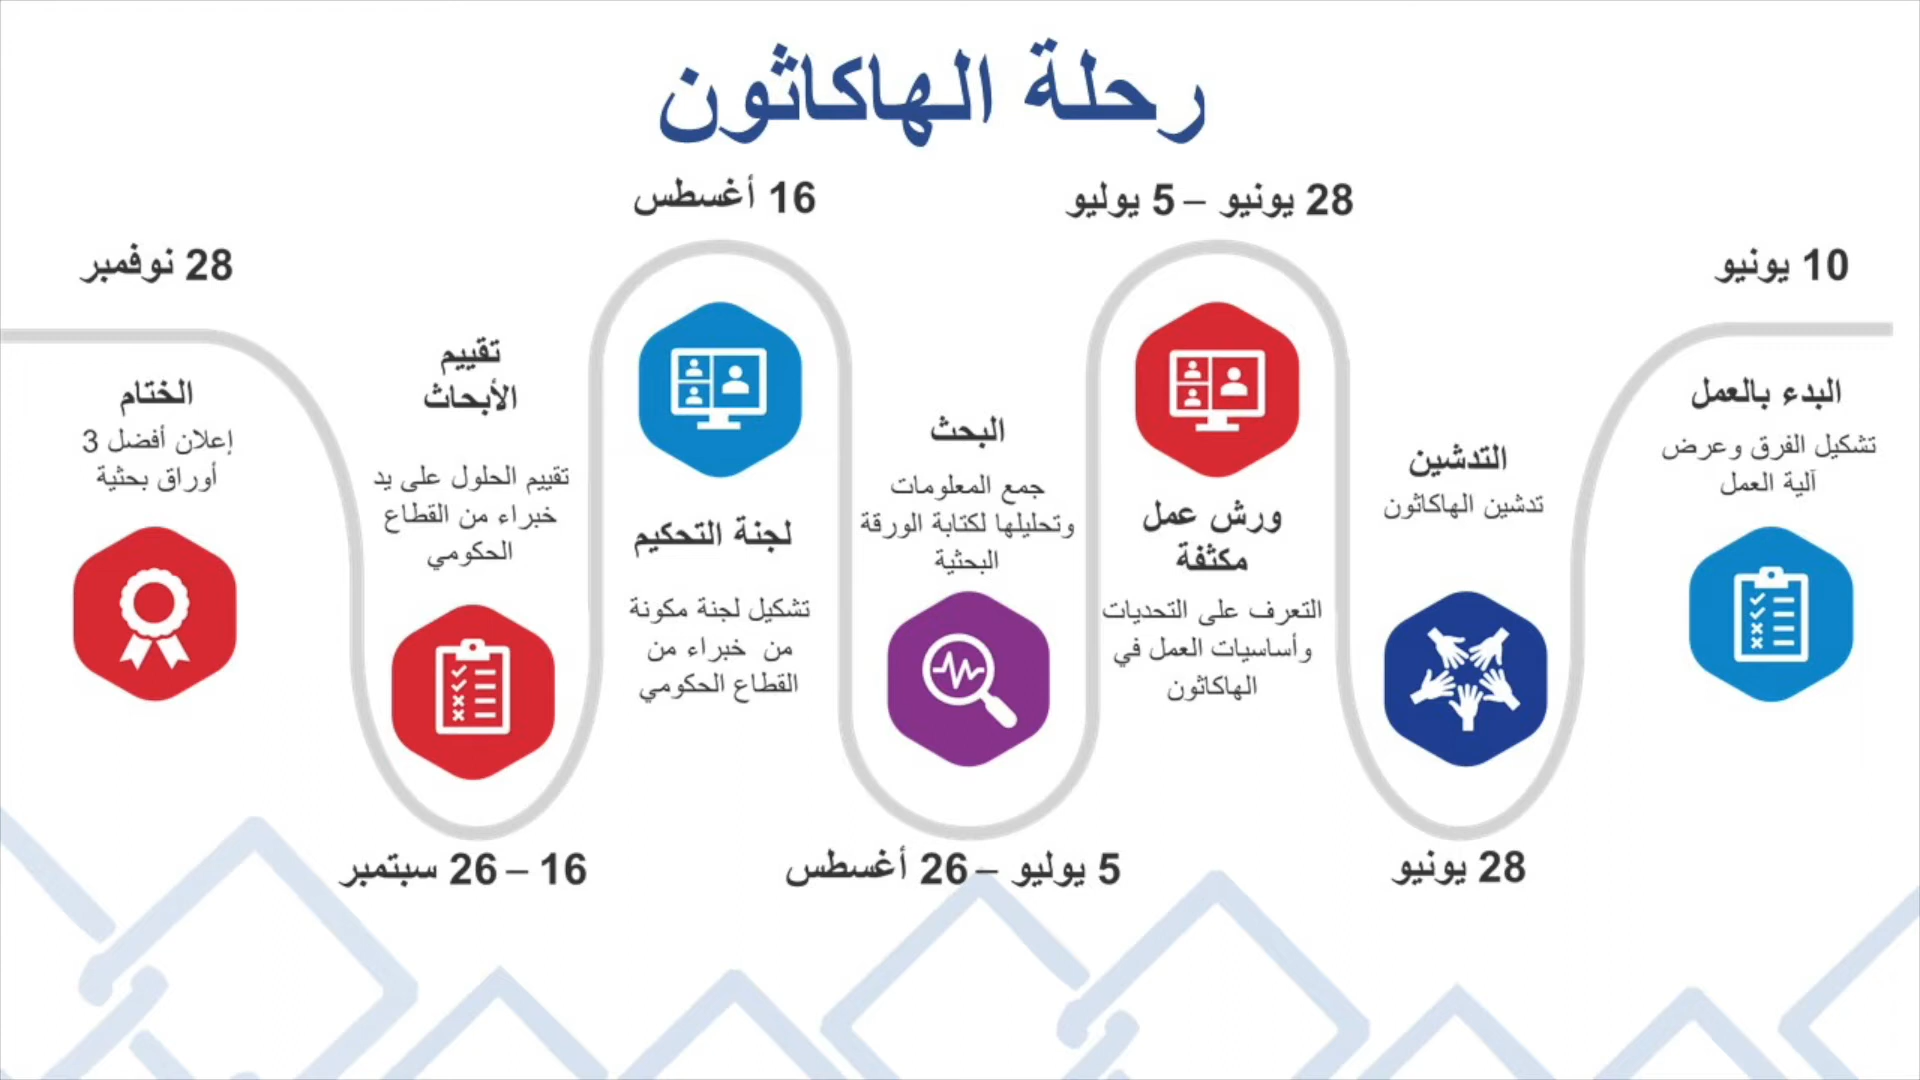 رحلة الهاكاثون
10 يونيو
البدء بالعمل
تشكيل الفرق وعرض
آلية العمل
التدشين
تدشين الهاكاثون
28 يونيو
28 يونيو – 5 يوليو
ورش عمل
مكثفة
التعرف على التحديات
وأساسيات العمل في
الهاكاثون
البحث
جمع المعلومات
وتحليلها لكتابة الورقة
البحثية
5 يوليو – 26 أغسطس
16 أغسطس
لجنة التحكيم
تشكيل لجنة مكونة
من خبراء من
القطاع الحكومي
تقييم
الأبحاث
تقييم الحلول على يد
خبراء من القطاع
الحكومي
16 – 26 سبتمبر
28 نوفمبر
الختام
إعلان أفضل 3
أوراق بحثية